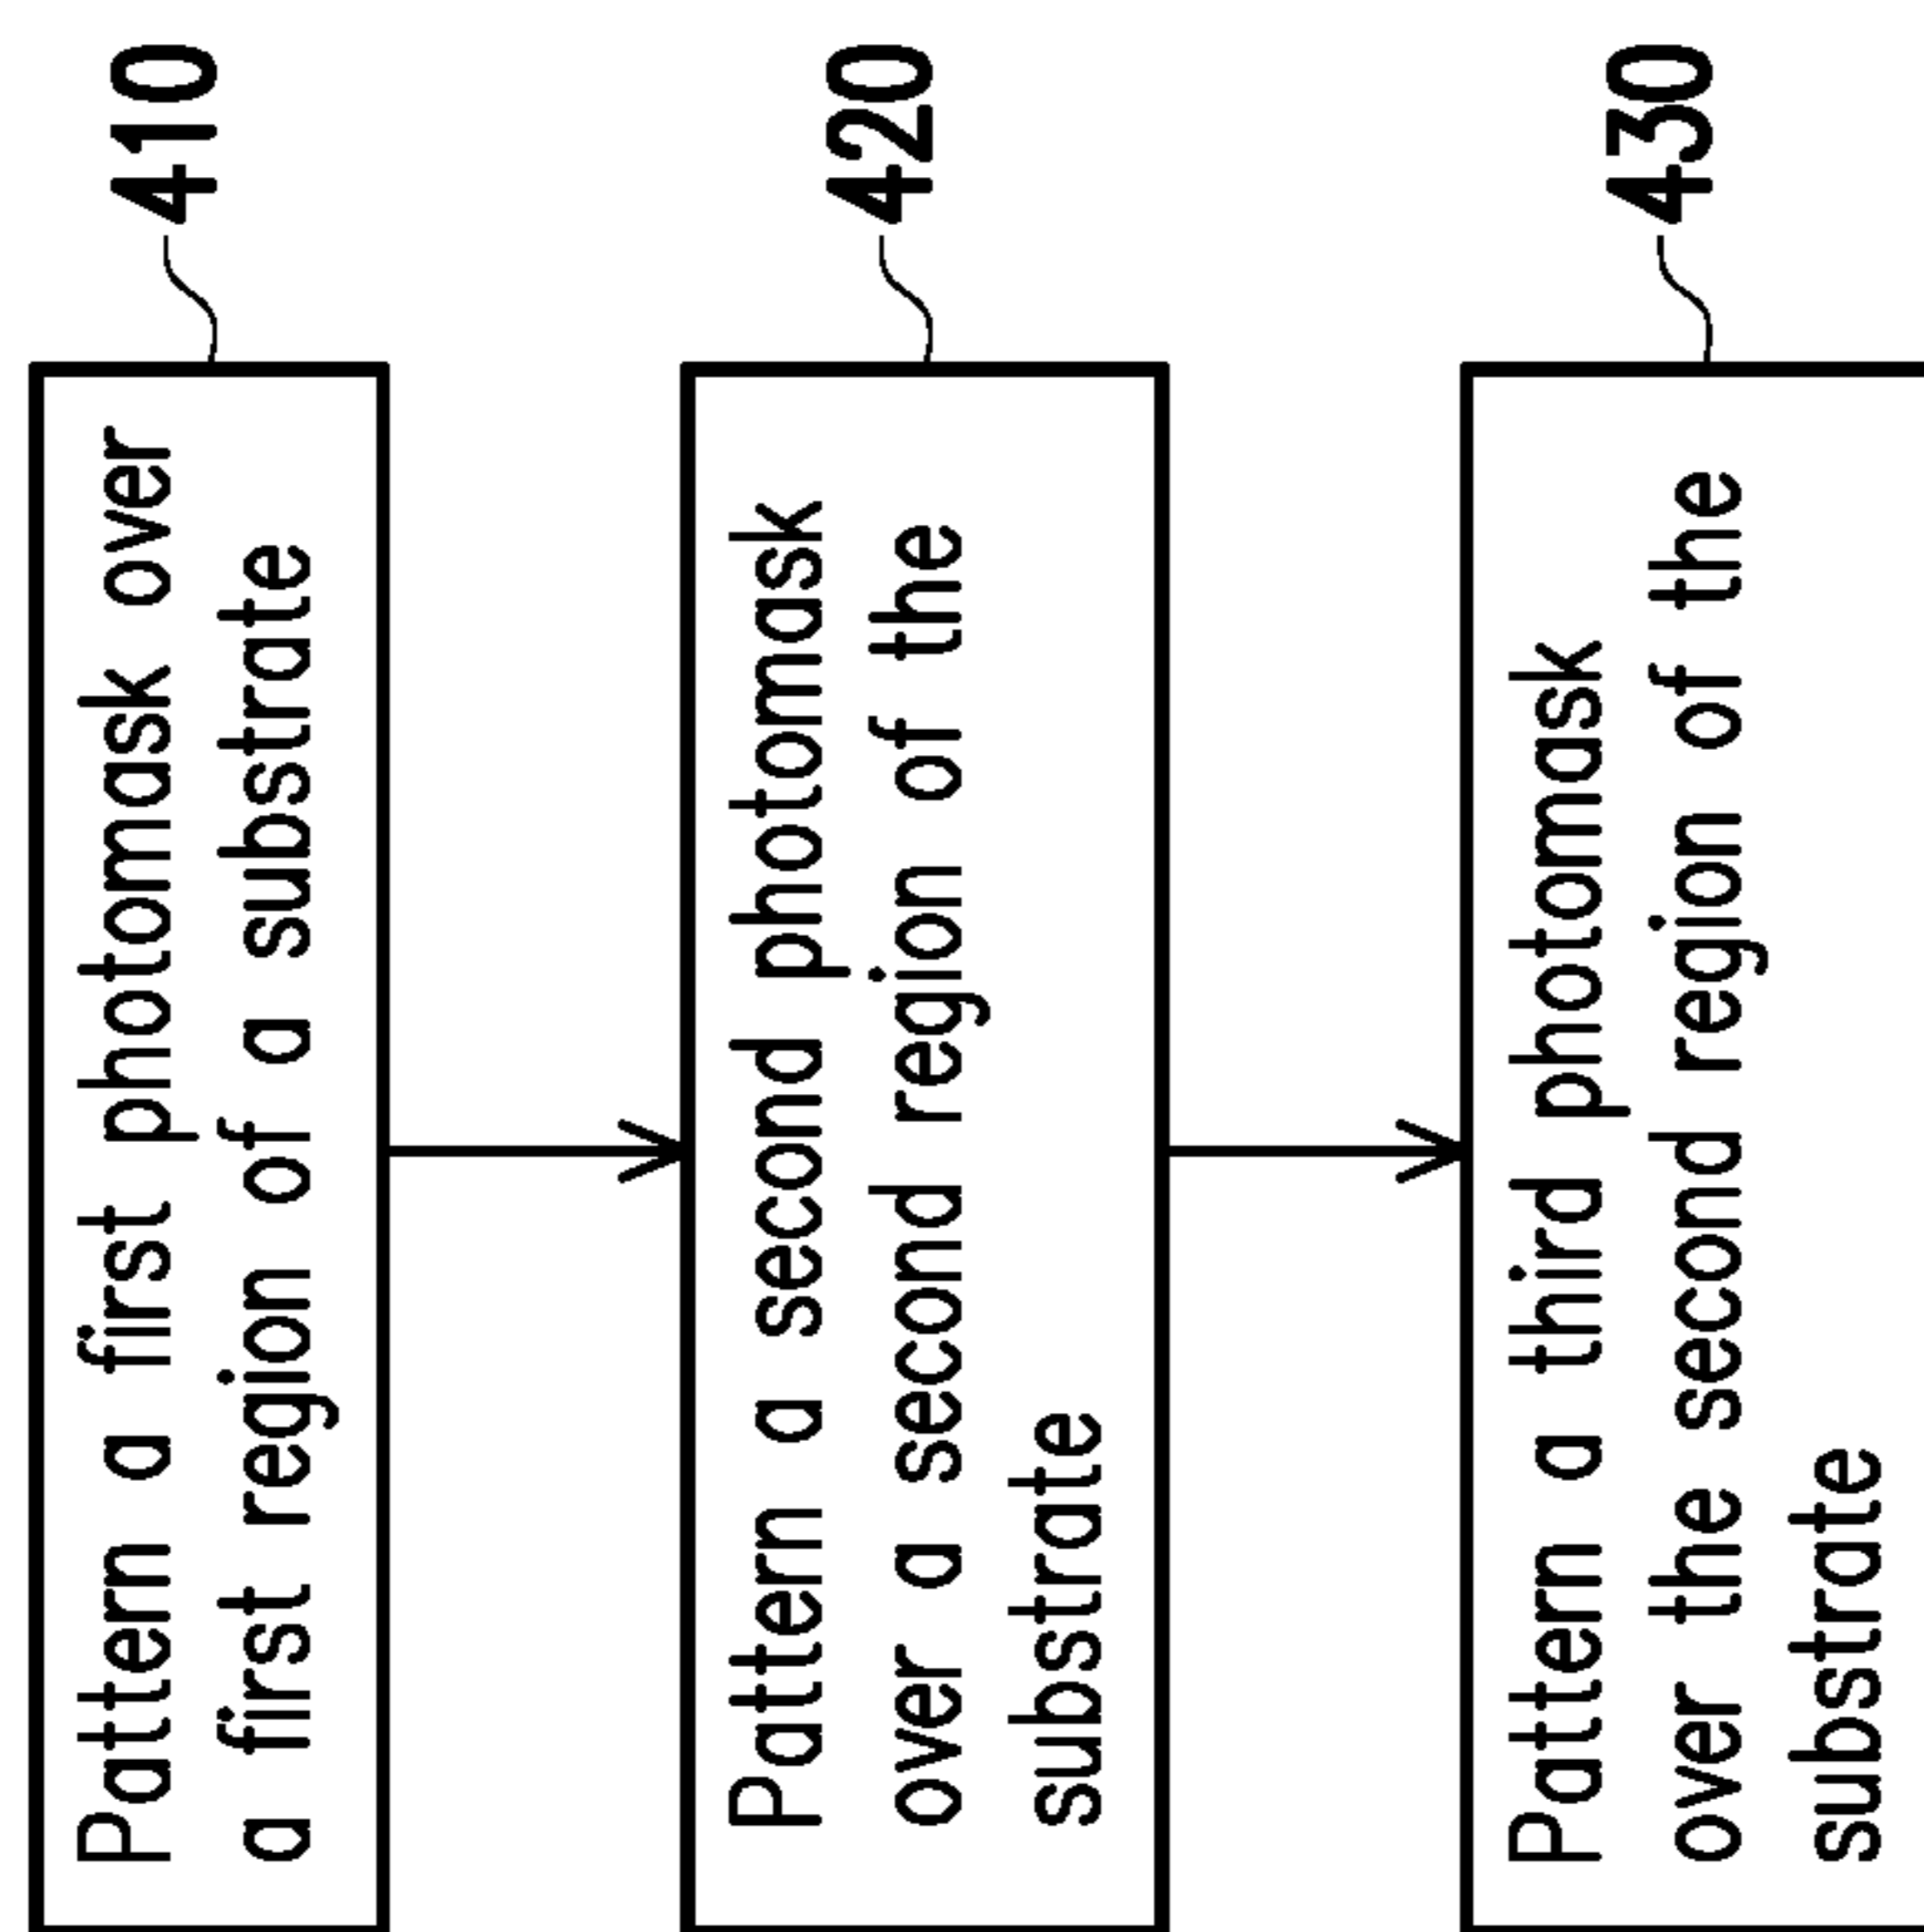 Pattern a first photomask over
a first region of a substrate
410
Pattern a second photomask
over a second region of the
substrate
420
Pattern a third photomask
over the second region of the
substrate
430